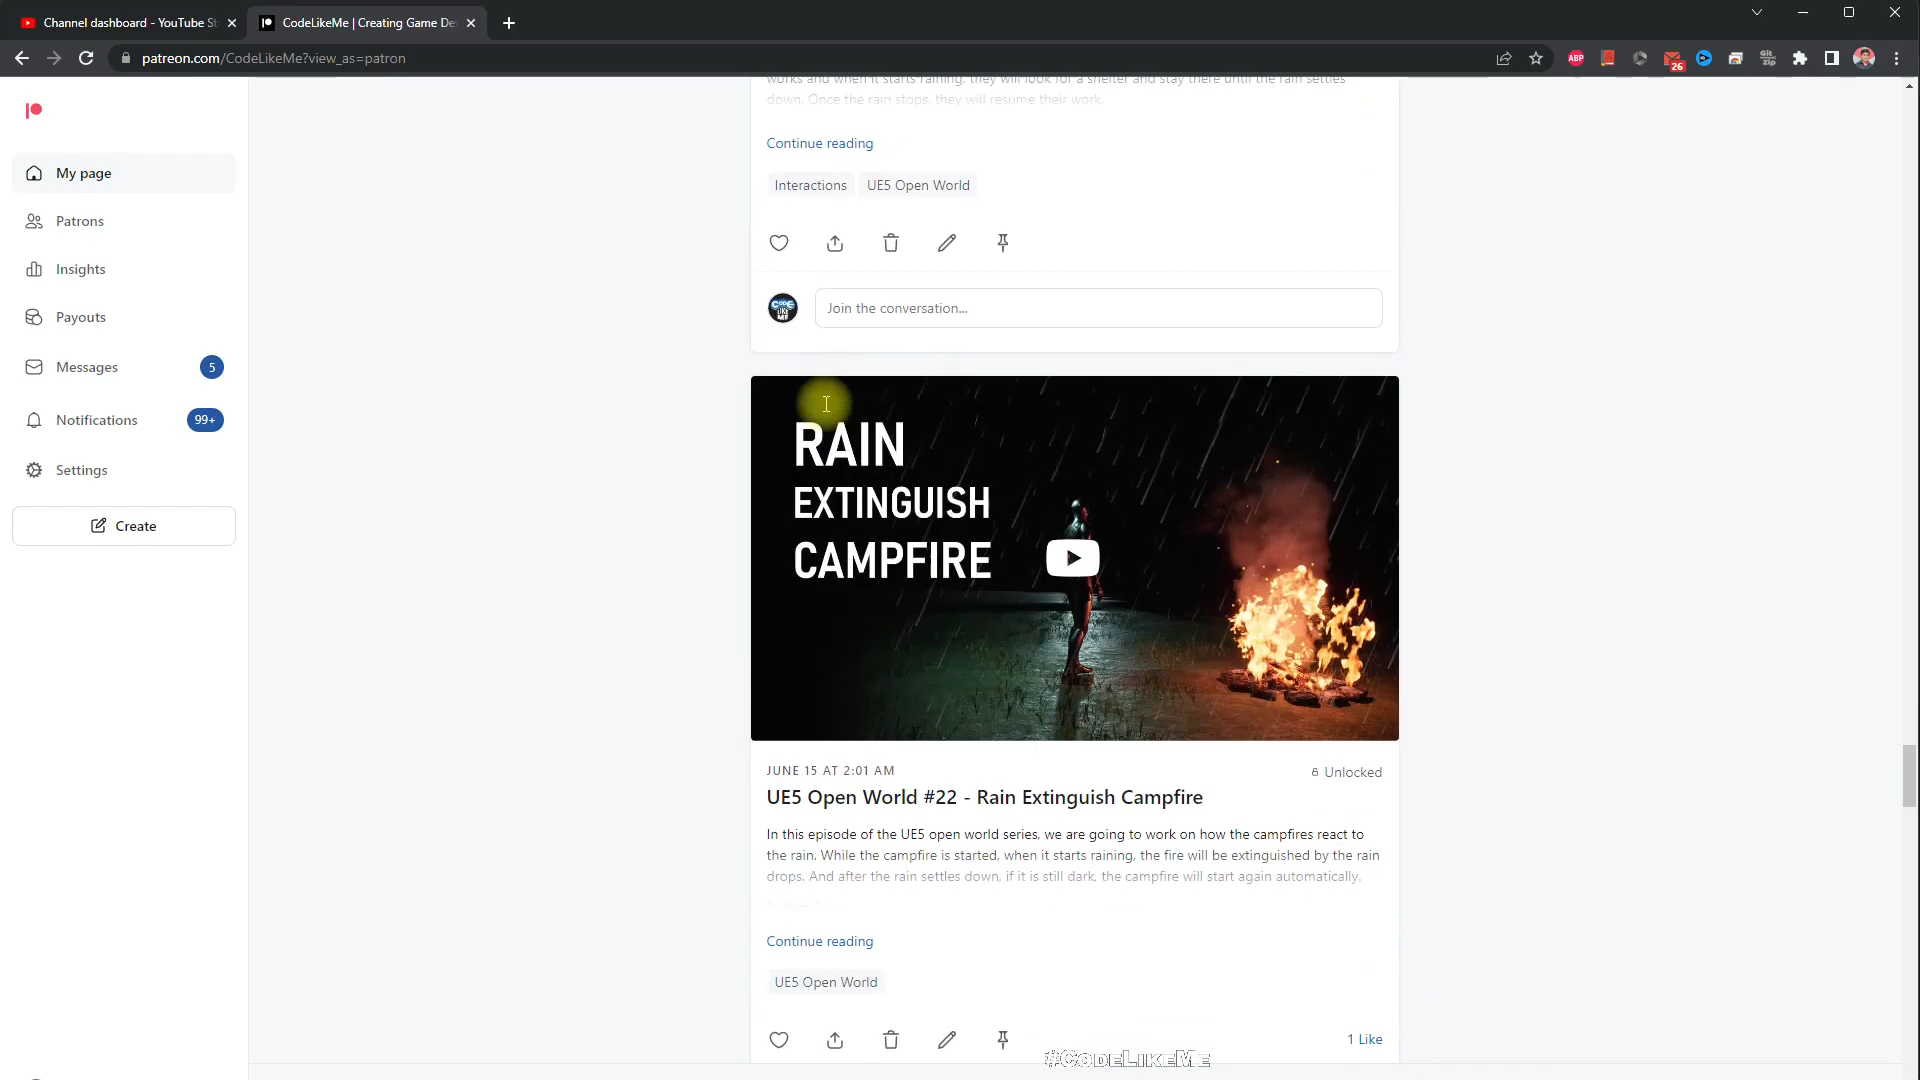 Channel dashboard - YouTube St
CodeLikeMe | Creating Game De
patreon.com/CodeLikeMe?view_as=patron
ABP
26
Git
zip
My page
Patrons
Insights
Payouts
Messages
5
Notifications
99+
Settings
Create
works and when it starts raining, they will look for a shelter and stay there until the rain settles
down. Once the rain stops, they will resume their work.
Continue reading
Interactions
UE5 Open World
CODE
LIKE
ME
Join the conversation...
RAIN
EXTINGUISH
CAMPFIRE
JUNE 15 AT 2:01 AM
Unlocked
UE5 Open World #22 - Rain Extinguish Campfire
In this episode of the UE5 open world series, we are going to work on how the campfires react to
the rain. While the campfire is started, when it starts raining, the fire will be extinguished by the rain
drops. And after the rain settles down, if it is still dark, the campfire will start again automatically.
Continue reading
UE5 Open World
1 Like
#CodeLikeMe